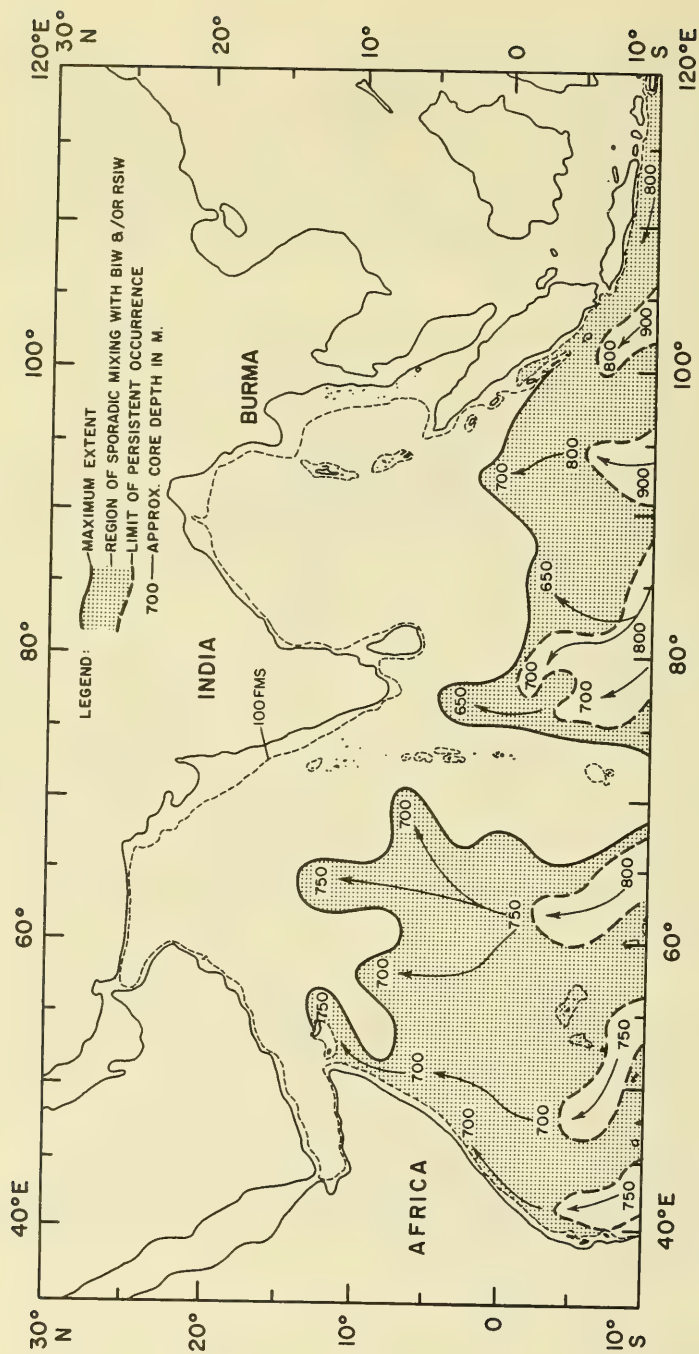 40°E
60°
80°
100°
120°E
30°
N
30°
N
LEGEND:
MAXIMUM EXTENT
REGION OF SPORADIC MIXING WITH BIW & /OR RSIW
LIMIT OF PERSISTENT OCCURRENCE
700 — APPROX. CORE DEPTH IN M.
20°
20°
INDIA
BURMA
100 FMS
10°
10°
750
750
AFRICA
700
700
700
650
0
0
700
700
700
750
650
700
800
700
750
750
800
700
800
900
900
800
800
10°
S
10°
S
40°E
60°
80°
100°
120°E